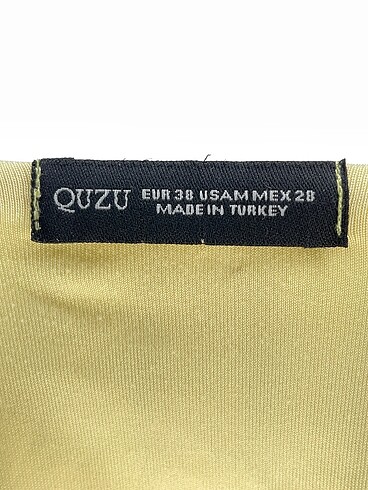 QUZU EUR 38 USA M MEX 28
MADE IN TURKEY